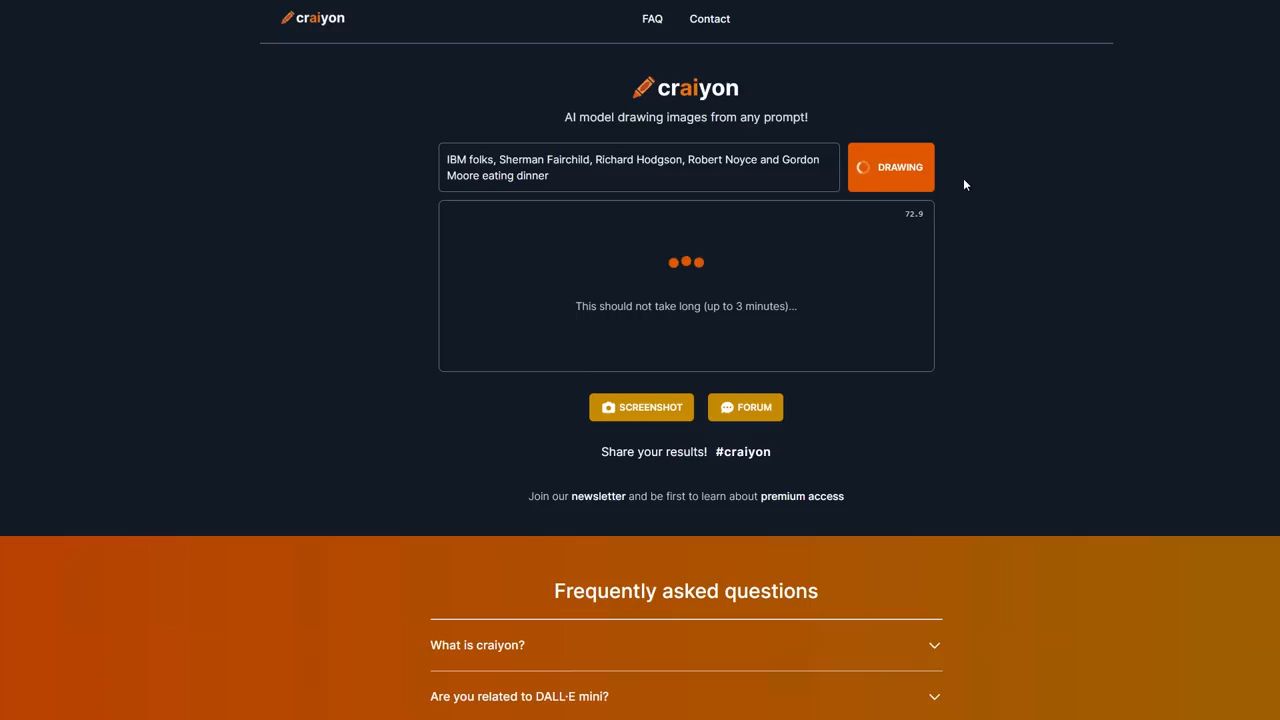 craiyon
FAQ
Contact
craiyon
AI model drawing images from any prompt!
IBM folks, Sherman Fairchild, Richard Hodgson, Robert Noyce and Gordon
Moore eating dinner
DRAWING
72.9
This should not take long (up to 3 minutes)...
SCREENSHOT
FORUM
Share your results! #craiyon
Join our newsletter and be first to learn about premium access
Frequently asked questions
What is craiyon?
Are you related to DALL·E mini?